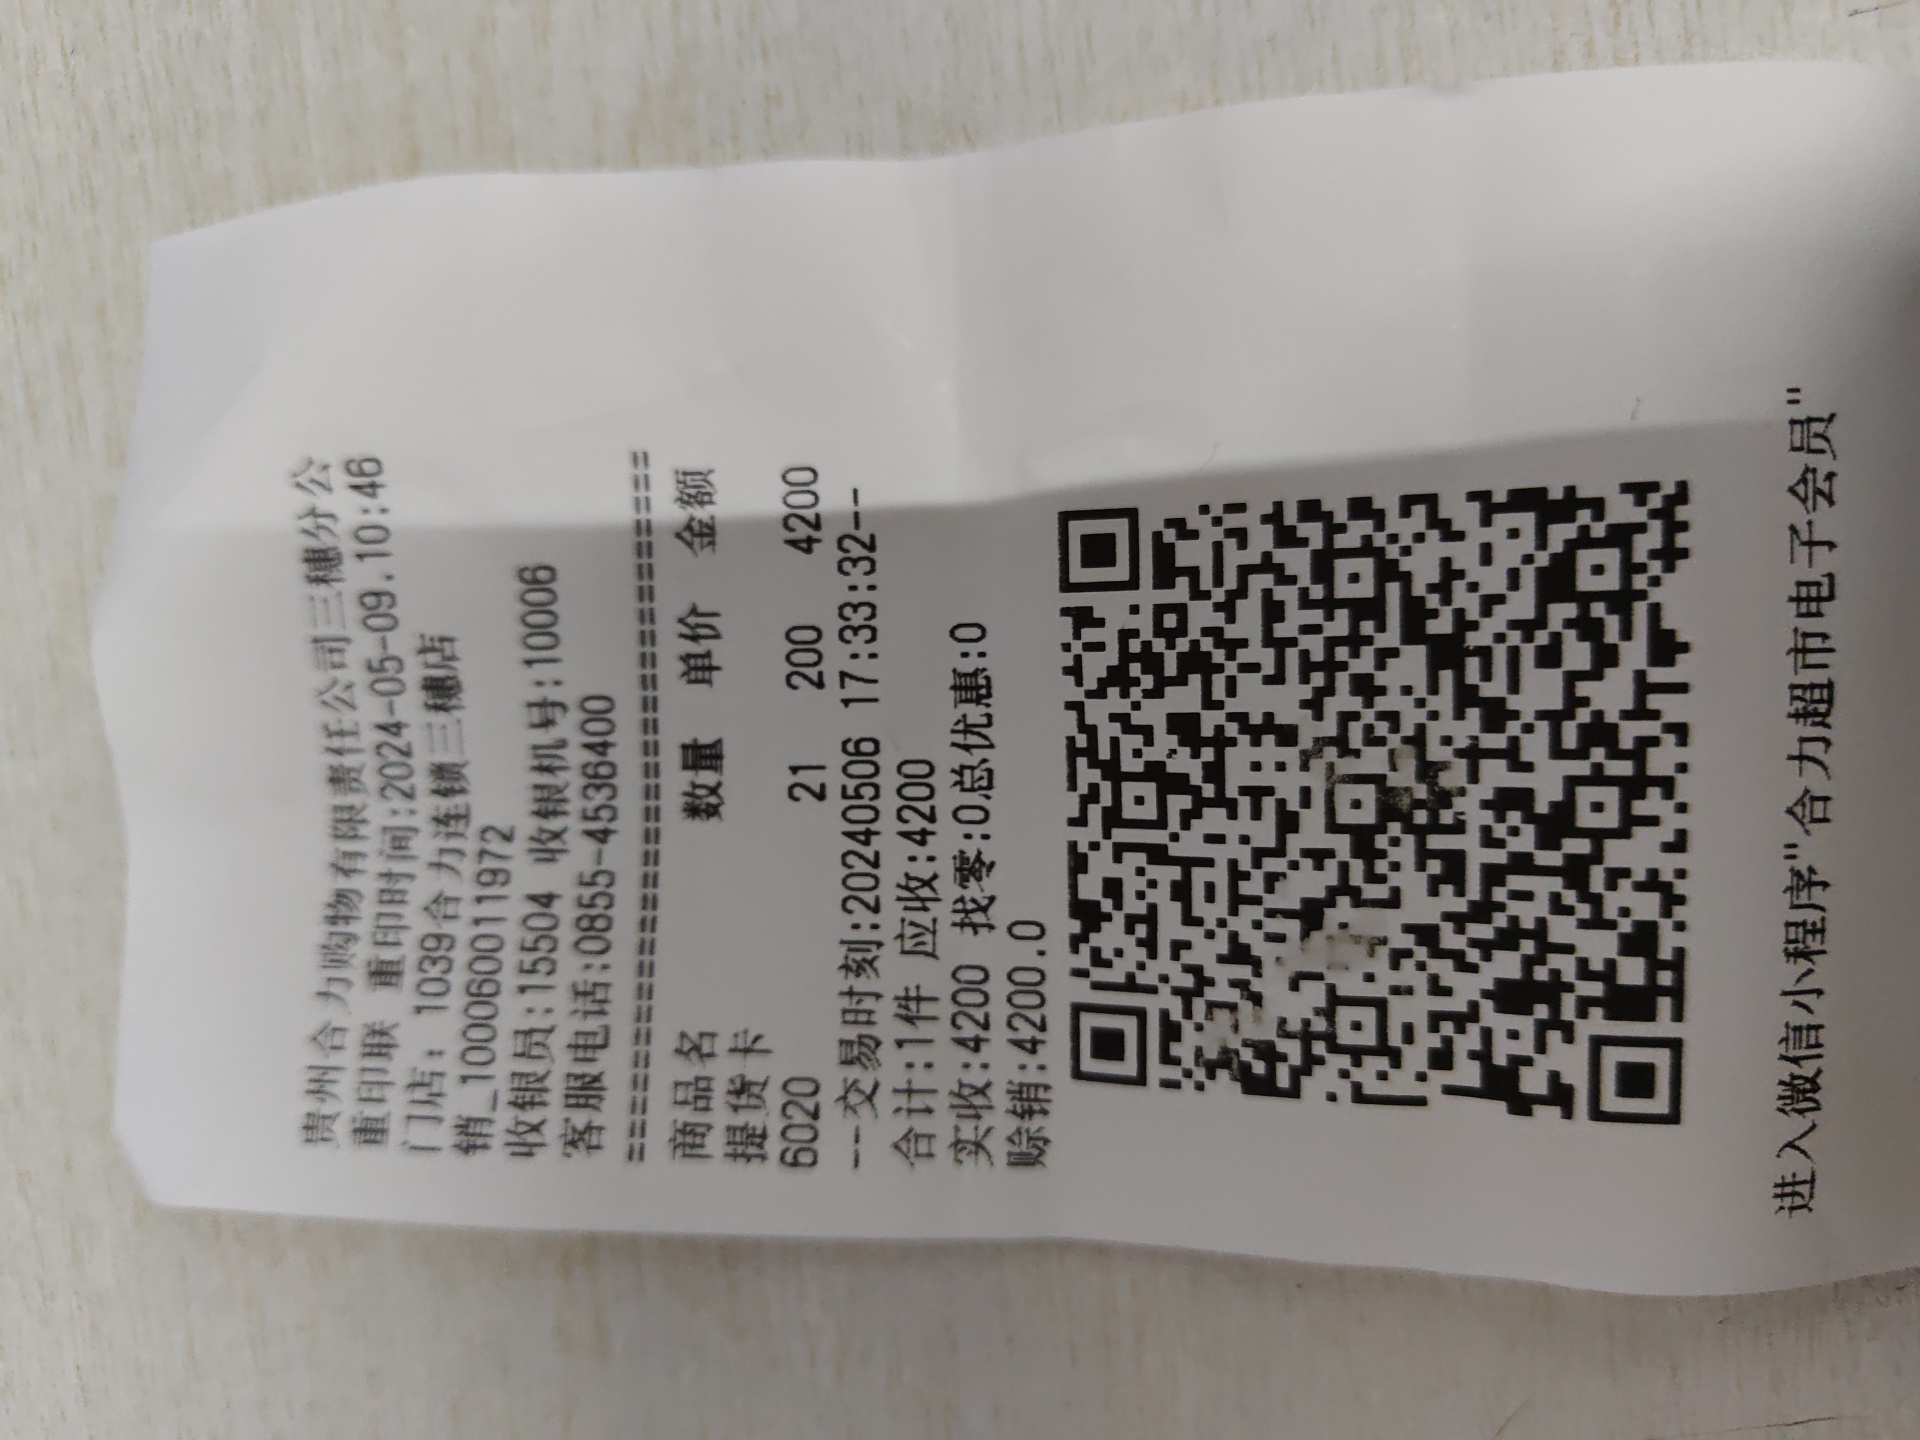 贵州合力购物有限责任公司三穗分公
重印联 重印时间:2024-05-09.10:46
门店: 1039合力连锁三穗店
销_100060011972
收银员:15504 收银机号:10006
客服电话:0855-4536400
========================================
商品名 数量 单价 金额
提货卡
6020 21 200 4200
--交易时刻:20240506 17:33:32--
合计:1件 应收:4200
实收:4200 找零:0总优惠:0
赊销:4200.0
进入微信小程序"合力超市电子会员"